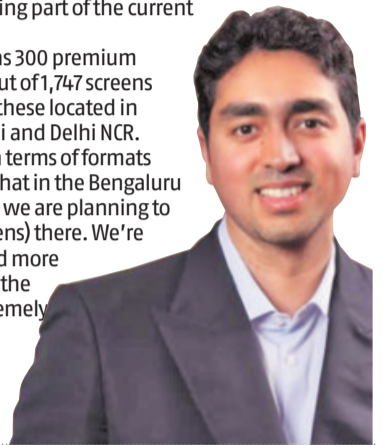 ing part of the current
as 300 premium
ut of 1,747 screens
these located in
i and Delhi NCR.
terms of formats
hat in the Bengaluru
we are planning to
ens) there. We're
d more
the
emely